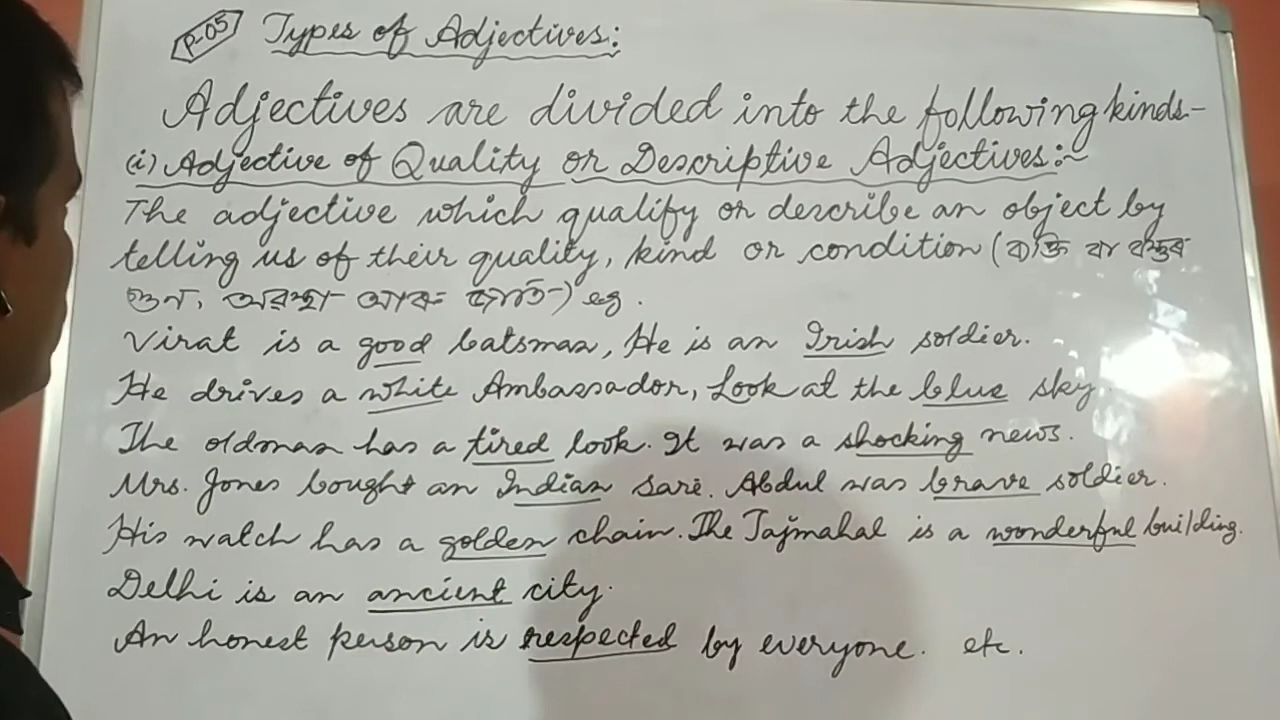 P-05 Types of Adjectives:
Adjectives are divided into the following kinds-
(i) Adjective of Quality or Descriptive Adjectives:~
The adjective which qualify or describe an object by
telling us of their quality, kind or condition (ব্যক্তি বা বস্তুর
গুন, অবস্থা- আকাৰ) eg.
Virat is a good batsman, He is an Irish soldier.
He drives a white Ambassador, Look at the blue sky.
The oldman has a tired look. It was a shocking news.
Mrs. Jones bought an Indian sari. Abdul was brave soldier.
His watch has a golden chain. The Tajmahal is a wonderful building.
Delhi is an ancient city.
An honest person is respected by everyone. etc.